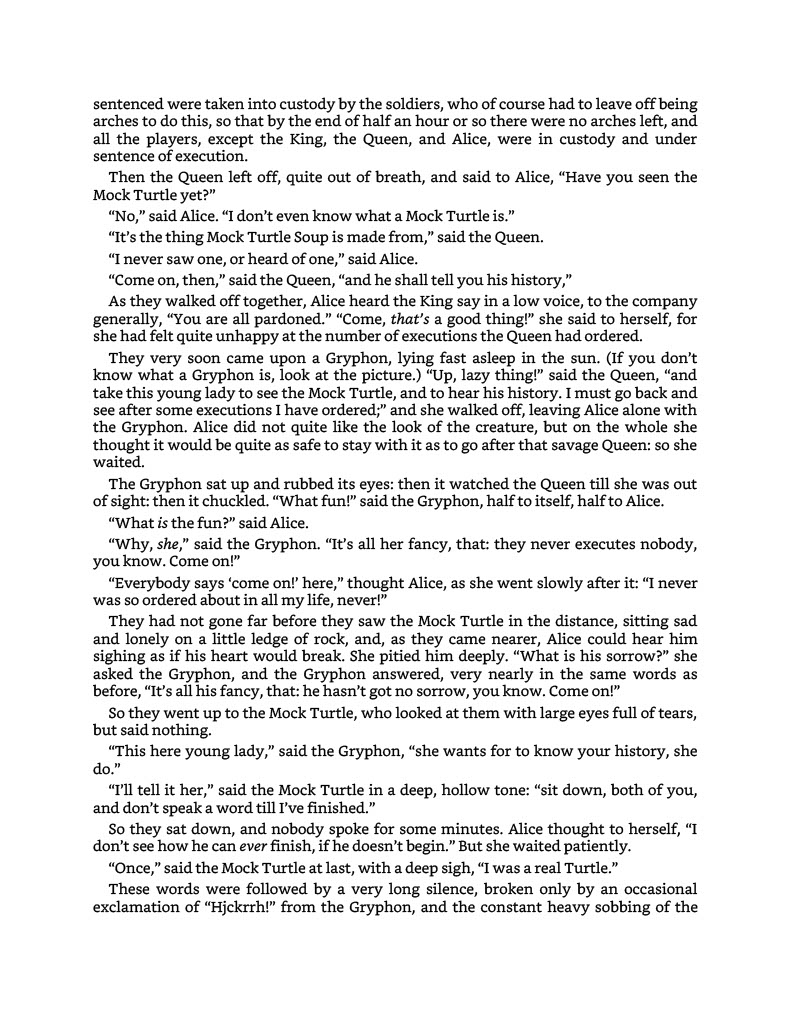 sentenced were taken into custody by the soldiers, who of course had to leave off being
arches to do this, so that by the end of half an hour or so there were no arches left, and
all the players, except the King, the Queen, and Alice, were in custody and under
sentence of execution.
Then the Queen left off, quite out of breath, and said to Alice, “Have you seen the
Mock Turtle yet?”
“No,” said Alice. “I don’t even know what a Mock Turtle is.”
“It’s the thing Mock Turtle Soup is made from,” said the Queen.
“I never saw one, or heard of one,” said Alice.
“Come on, then,” said the Queen, “and he shall tell you his history,”
As they walked off together, Alice heard the King say in a low voice, to the company
generally, “You are all pardoned.” “Come, that’s a good thing!” she said to herself, for
she had felt quite unhappy at the number of executions the Queen had ordered.
They very soon came upon a Gryphon, lying fast asleep in the sun. (If you don’t
know what a Gryphon is, look at the picture.) “Up, lazy thing!” said the Queen, “and
take this young lady to see the Mock Turtle, and to hear his history. I must go back and
see after some executions I have ordered;” and she walked off, leaving Alice alone with
the Gryphon. Alice did not quite like the look of the creature, but on the whole she
thought it would be quite as safe to stay with it as to go after that savage Queen: so she
waited.
The Gryphon sat up and rubbed its eyes: then it watched the Queen till she was out
of sight: then it chuckled. “What fun!” said the Gryphon, half to itself, half to Alice.
“What is the fun?” said Alice.
“Why, she,” said the Gryphon. “It’s all her fancy, that: they never executes nobody,
you know. Come on!”
“Everybody says ‘come on!’ here,” thought Alice, as she went slowly after it: “I never
was so ordered about in all my life, never!”
They had not gone far before they saw the Mock Turtle in the distance, sitting sad
and lonely on a little ledge of rock, and, as they came nearer, Alice could hear him
sighing as if his heart would break. She pitied him deeply. “What is his sorrow?” she
asked the Gryphon, and the Gryphon answered, very nearly in the same words as
before, “It’s all his fancy, that: he hasn’t got no sorrow, you know. Come on!”
So they went up to the Mock Turtle, who looked at them with large eyes full of tears,
but said nothing.
“This here young lady,” said the Gryphon, “she wants for to know your history, she
do.”
“I’ll tell it her,” said the Mock Turtle in a deep, hollow tone: “sit down, both of you,
and don’t speak a word till I’ve finished.”
So they sat down, and nobody spoke for some minutes. Alice thought to herself, “I
don’t see how he can ever finish, if he doesn’t begin.” But she waited patiently.
“Once,” said the Mock Turtle at last, with a deep sigh, “I was a real Turtle.”
These words were followed by a very long silence, broken only by an occasional
exclamation of “Hjckrrh!” from the Gryphon, and the constant heavy sobbing of the